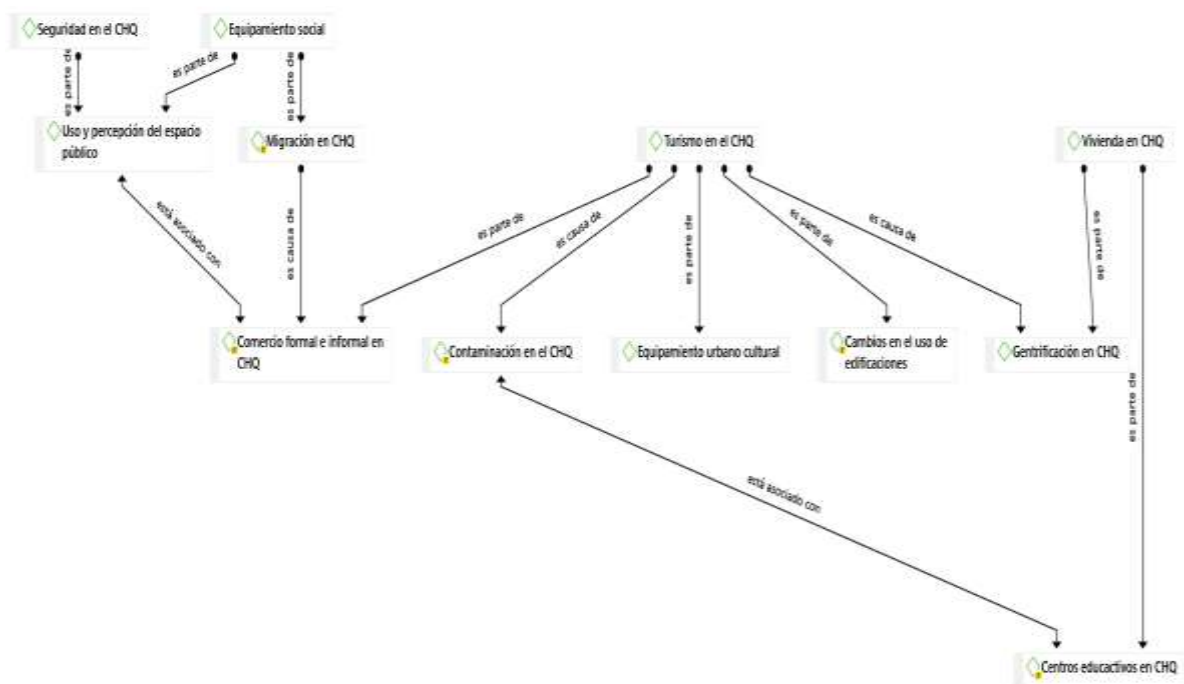 Seguridad en el CHQ
Equipamiento social
es parte de
es parte de
es parte de
Uso y percepción del espacio
público
Migración en CHQ
Turismo en el CHQ
Vivienda en CHQ
está asociado con
es causa de
es parte de
es causa de
es parte de
es parte de
es causa de
es parte de
Comercio formal e informal en
CHQ
Contaminación en el CHQ
Equipamiento urbano cultural
Cambios en el uso de
edificaciones
Gentrificación en CHQ
es parte de
está asociado con
Centros educactivos en CHQ